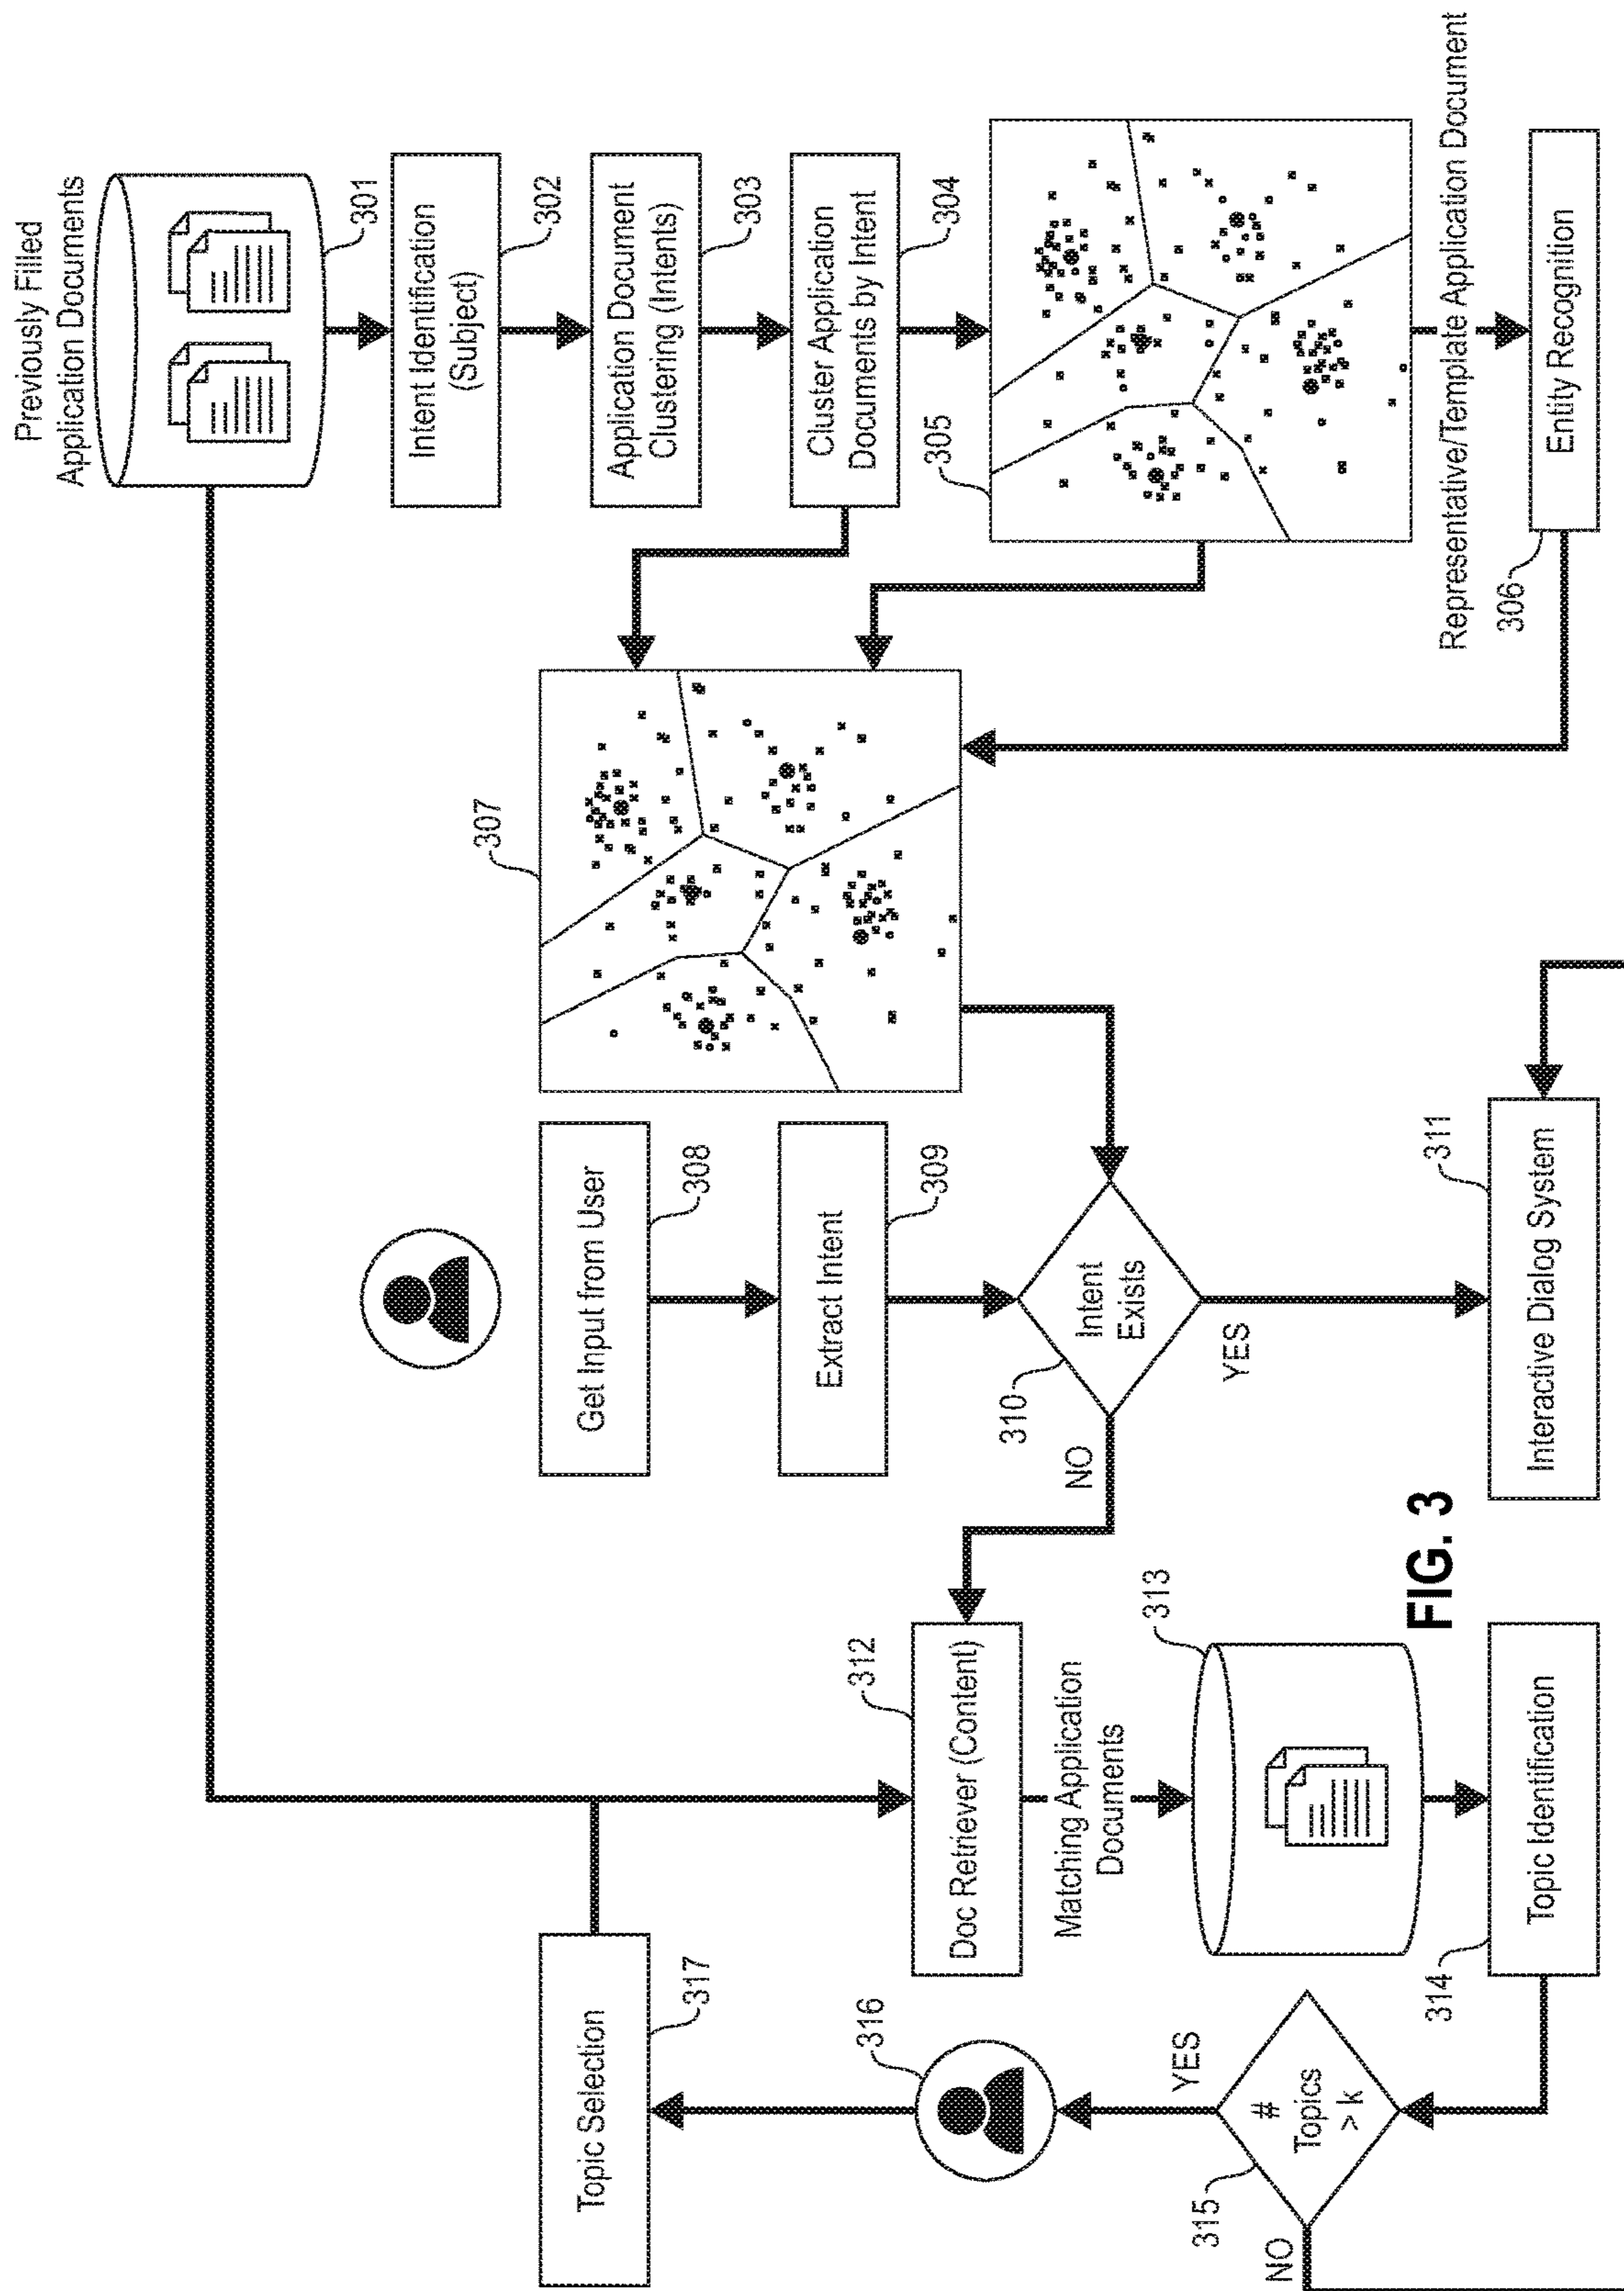 Previously Filled
Application Documents
301
Intent Identification
(Subject)
302
Application Document
Clustering (Intents)
303
Cluster Application
Documents by Intent
304
305
Representative/Template Application Document
Entity Recognition
306
307
Get Input from User
308
Extract Intent
309
Intent
Exists
310
YES
NO
Interactive Dialog System
311
Doc Retriever (Content)
312
Matching Application
Documents
313
Topic Identification
314
#
Topics
> k
315
YES
NO
316
Topic Selection
317
FIG. 3